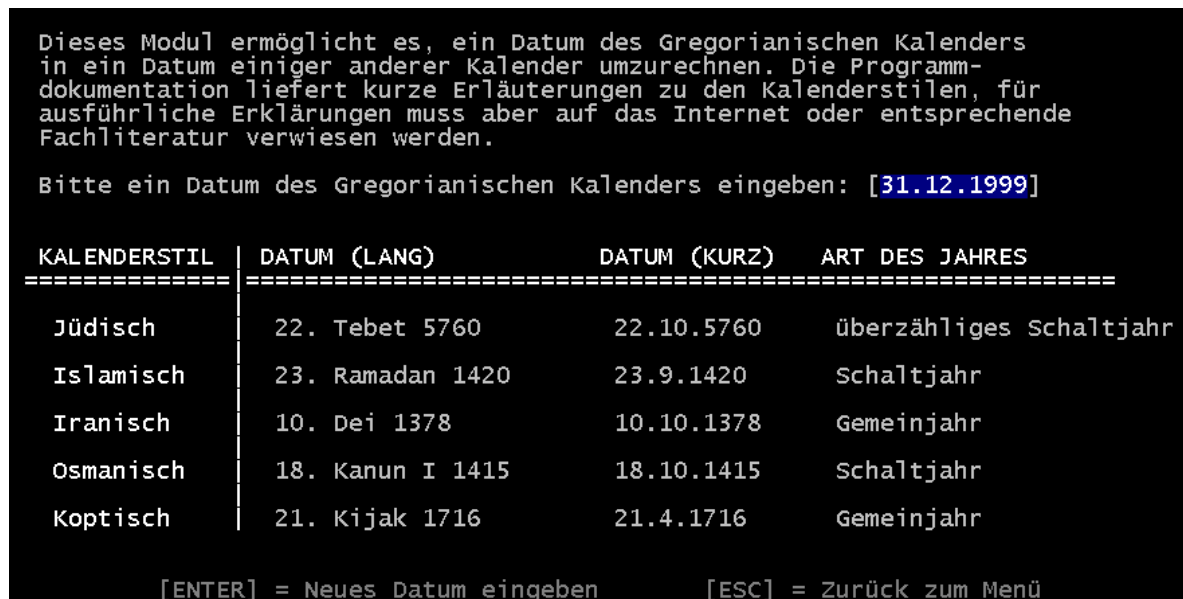 Dieses Modul ermöglicht es, ein Datum des Gregorianischen Kalenders
in ein Datum einiger anderer Kalender umzurechnen. Die Programm-
dokumentation liefert kurze Erläuterungen zu den Kalenderstilen, für
ausführliche Erklärungen muss aber auf das Internet oder entsprechende
Fachliteratur verwiesen werden.
Bitte ein Datum des Gregorianischen Kalenders eingeben: [31.12.1999]
KALENDERSTIL | DATUM (LANG) DATUM (KURZ) ART DES JAHRES
Jüdisch | 22. Tebet 5760 22.10.5760 überzähliges Schaltjahr
Islamisch | 23. Ramadan 1420 23.9.1420 Schaltjahr
Iranisch | 10. Dei 1378 10.10.1378 Gemeinjahr
Osmanisch | 18. Kanun I 1415 18.10.1415 Schaltjahr
Koptisch | 21. Kijak 1716 21.4.1716 Gemeinjahr
[ENTER] = Neues Datum eingeben [ESC] = Zurück zum Menü